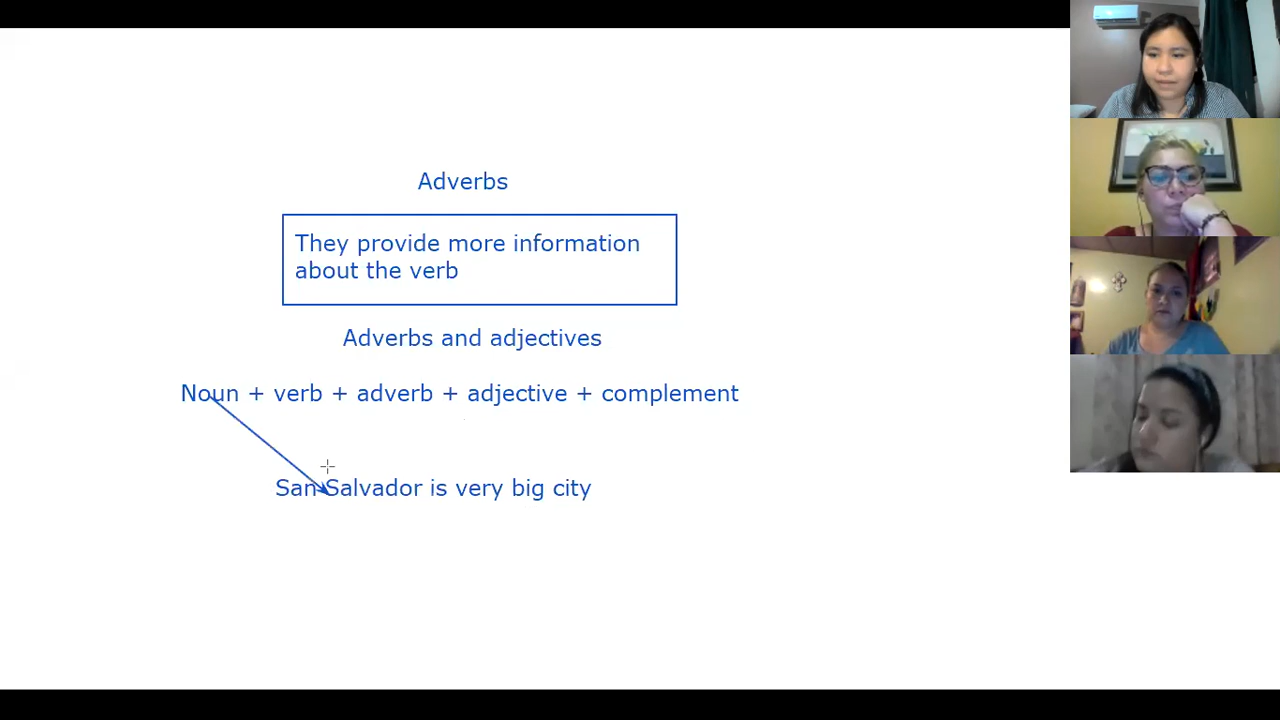 Adverbs
They provide more information
about the verb
Adverbs and adjectives
Noun + verb + adverb + adjective + complement
San Salvador is very big city